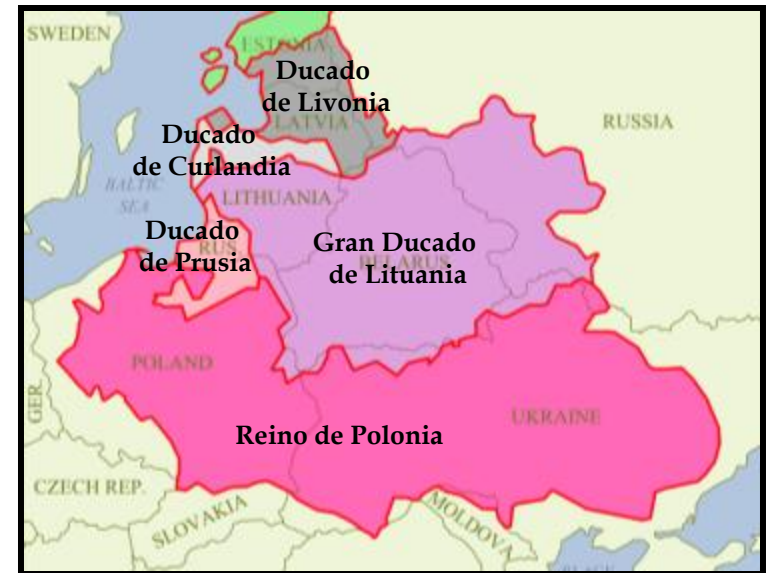 SWEDEN
ESTONIA
Ducado
de Livonia
LATVIA
RUSSIA
Ducado
de Curlandia
BALTIC
SEA
LITHUANIA
Ducado
de Prusia
RUS.
Gran Ducado
de Lituania
BELARUS
POLAND
GER.
Reino de Polonia
UKRAINE
CZECH REP.
SLOVAKIA
MOLDOVA